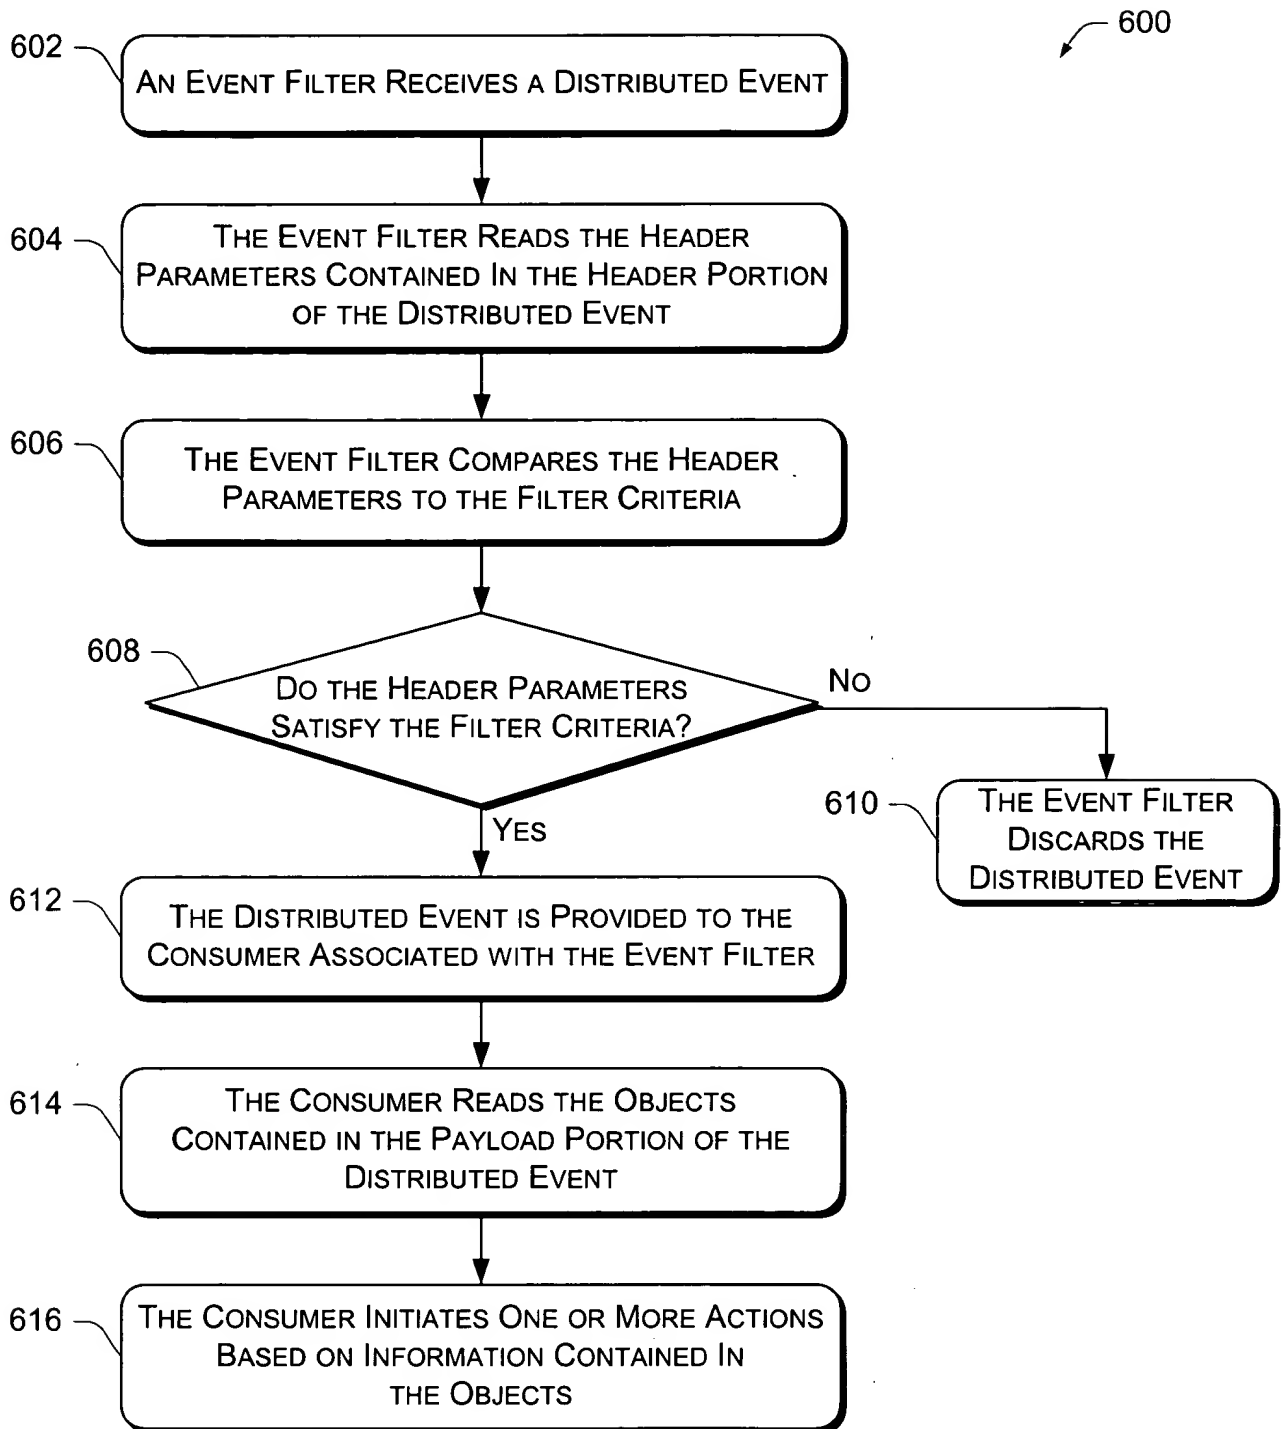 600
602
AN EVENT FILTER RECEIVES A DISTRIBUTED EVENT
604
THE EVENT FILTER READS THE HEADER
PARAMETERS CONTAINED IN THE HEADER PORTION
OF THE DISTRIBUTED EVENT
606
THE EVENT FILTER COMPARES THE HEADER
PARAMETERS TO THE FILTER CRITERIA
608
DO THE HEADER PARAMETERS
SATISFY THE FILTER CRITERIA?
NO
610
THE EVENT FILTER
DISCARDS THE
DISTRIBUTED EVENT
YES
612
THE DISTRIBUTED EVENT IS PROVIDED TO THE
CONSUMER ASSOCIATED WITH THE EVENT FILTER
614
THE CONSUMER READS THE OBJECTS
CONTAINED IN THE PAYLOAD PORTION OF THE
DISTRIBUTED EVENT
616
THE CONSUMER INITIATES ONE OR MORE ACTIONS
BASED ON INFORMATION CONTAINED IN
THE OBJECTS